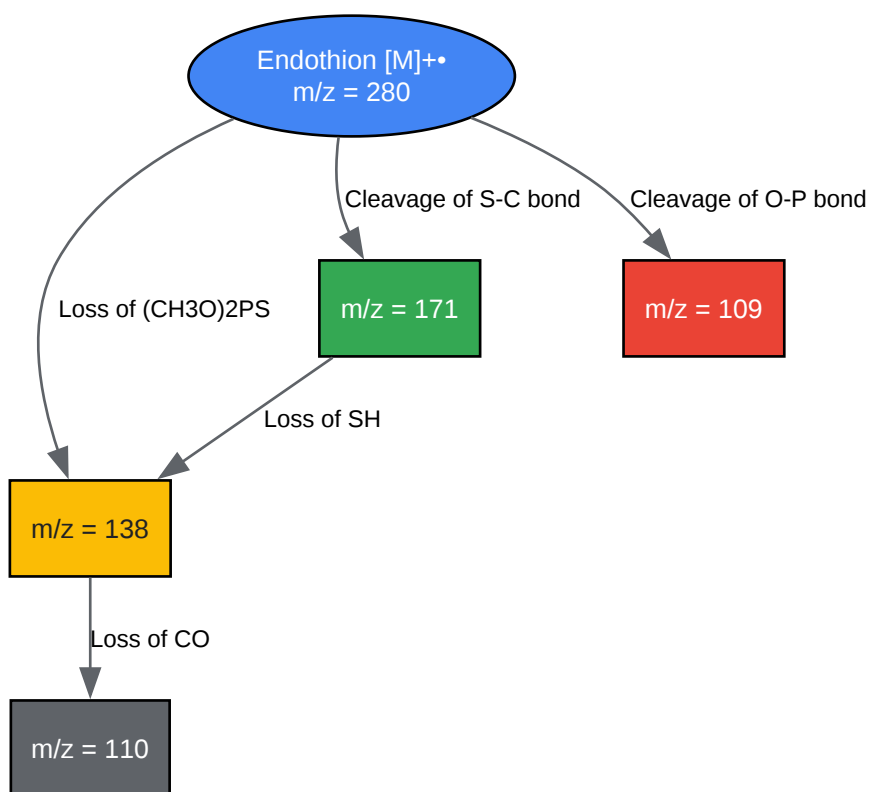 Endothion [M]+•
m/z = 280
Cleavage of S-C bond
Cleavage of O-P bond
Loss of (CH3O)2PS
m/z = 171
m/z = 109
Loss of SH
m/z = 138
Loss of CO
m/z = 110